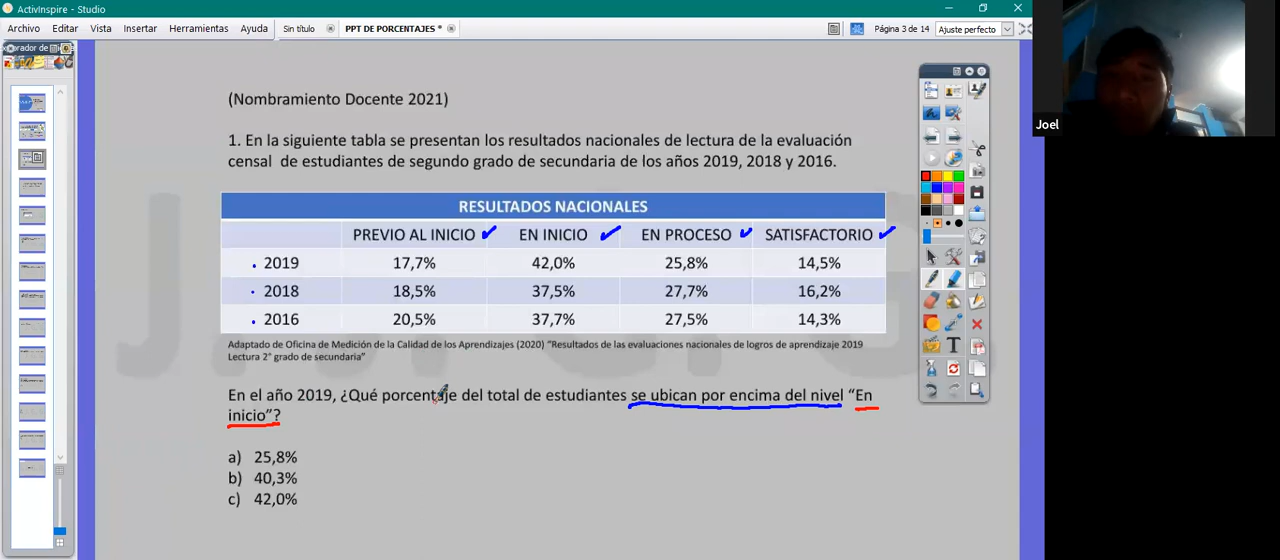 ActivInspire - Studio
Archivo Editar Vista Insertar Herramientas Ayuda Sin título PPT DE PORCENTAJES * Página 3 de 14 Ajuste perfecto
Joel
(Nombramiento Docente 2021)
1. En la siguiente tabla se presentan los resultados nacionales de lectura de la evaluación
censal de estudiantes de segundo grado de secundaria de los años 2019, 2018 y 2016.
RESULTADOS NACIONALES
PREVIO AL INICIO EN INICIO EN PROCESO SATISFACTORIO
2019 17,7% 42,0% 25,8% 14,5%
2018 18,5% 37,5% 27,7% 16,2%
2016 20,5% 37,7% 27,5% 14,3%
Adaptado de Oficina de Medición de la Calidad de los Aprendizajes (2020) "Resultados de las evaluaciones nacionales de logros de aprendizaje 2019
Lectura 2° grado de secundaria"
En el año 2019, ¿Qué porcentaje del total de estudiantes se ubican por encima del nivel “En
inicio”?
a) 25,8%
b) 40,3%
c) 42,0%